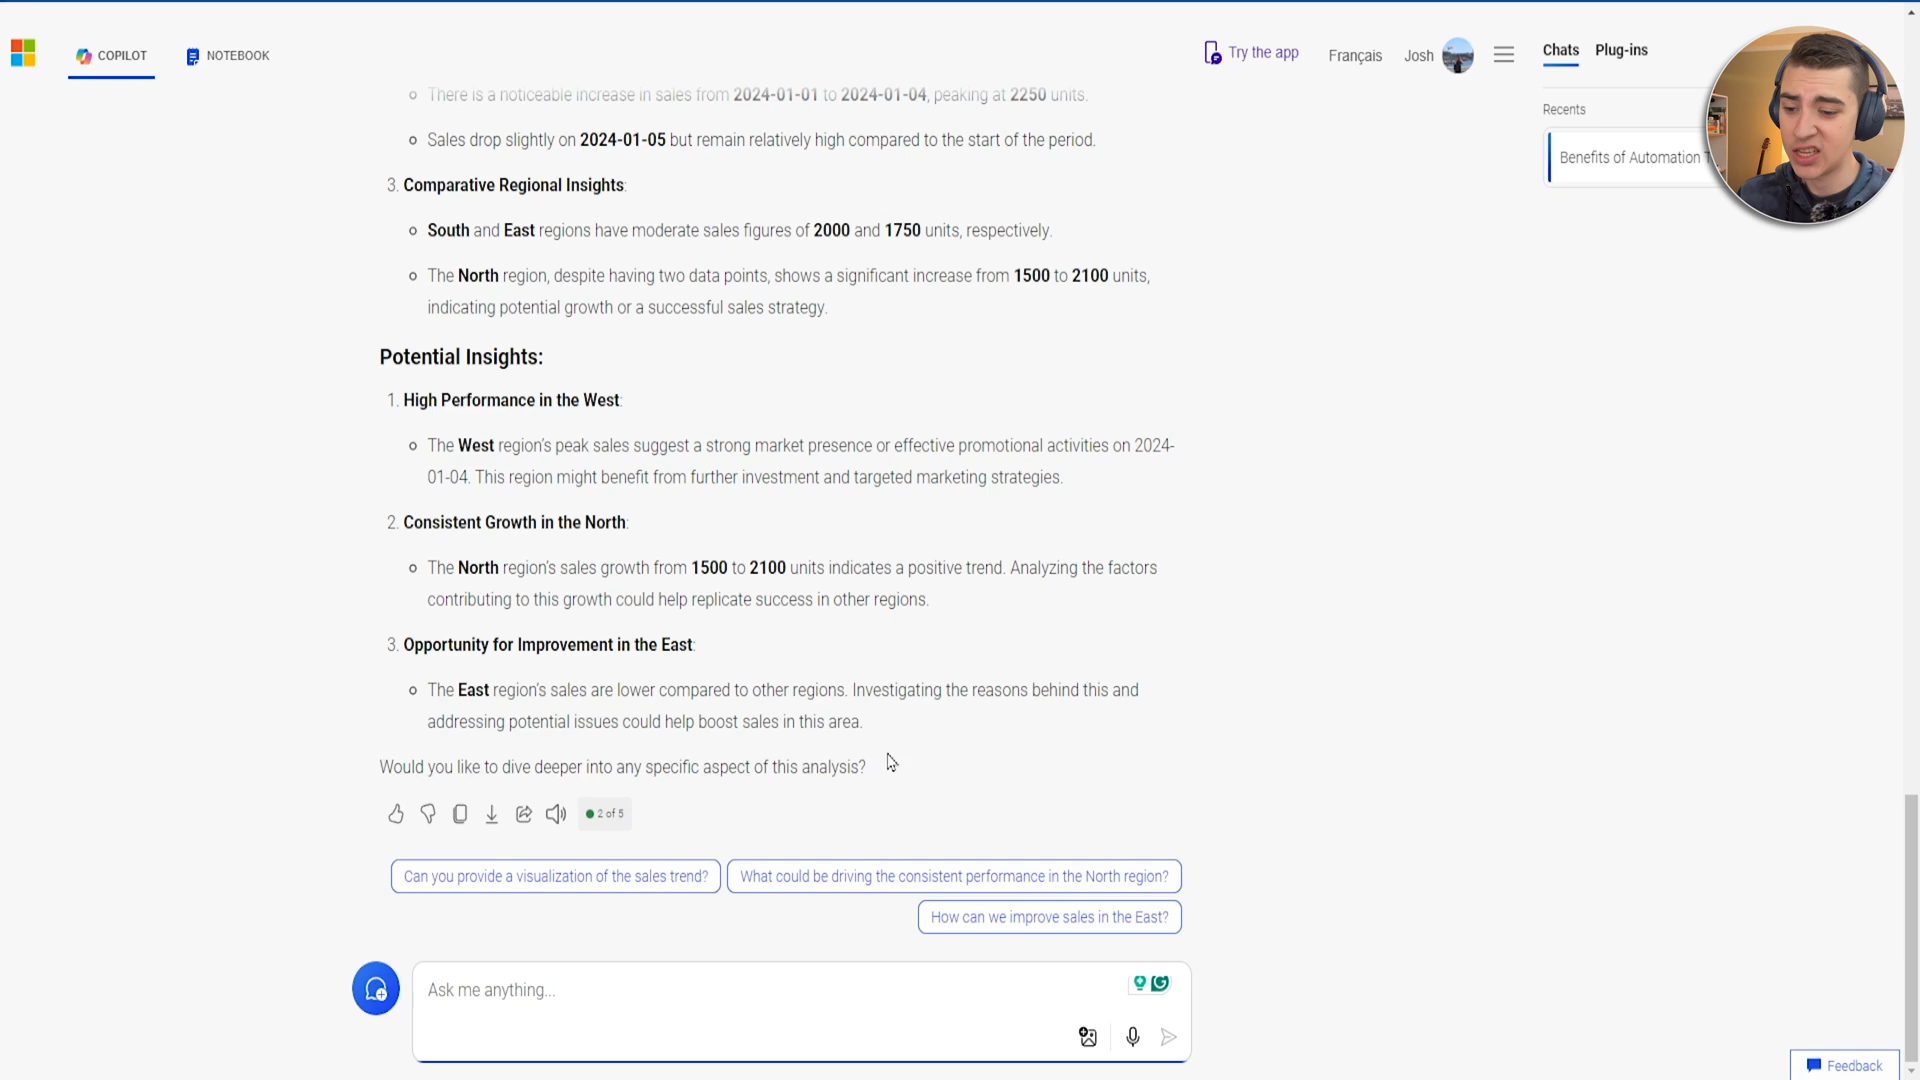 COPILOT
NOTEBOOK
Try the app
Français
Josh
Chats
Plug-ins
Recents
Benefits of Automation T
There is a noticeable increase in sales from 2024-01-01 to 2024-01-04, peaking at 2250 units.
Sales drop slightly on 2024-01-05 but remain relatively high compared to the start of the period.
3. Comparative Regional Insights:
South and East regions have moderate sales figures of 2000 and 1750 units, respectively.
The North region, despite having two data points, shows a significant increase from 1500 to 2100 units,
indicating potential growth or a successful sales strategy.
Potential Insights:
1. High Performance in the West:
The West region's peak sales suggest a strong market presence or effective promotional activities on 2024-
01-04. This region might benefit from further investment and targeted marketing strategies.
2. Consistent Growth in the North:
The North region's sales growth from 1500 to 2100 units indicates a positive trend. Analyzing the factors
contributing to this growth could help replicate success in other regions.
3. Opportunity for Improvement in the East:
The East region's sales are lower compared to other regions. Investigating the reasons behind this and
addressing potential issues could help boost sales in this area.
Would you like to dive deeper into any specific aspect of this analysis?
2 of 5
Can you provide a visualization of the sales trend?
What could be driving the consistent performance in the North region?
How can we improve sales in the East?
Ask me anything...
Feedback